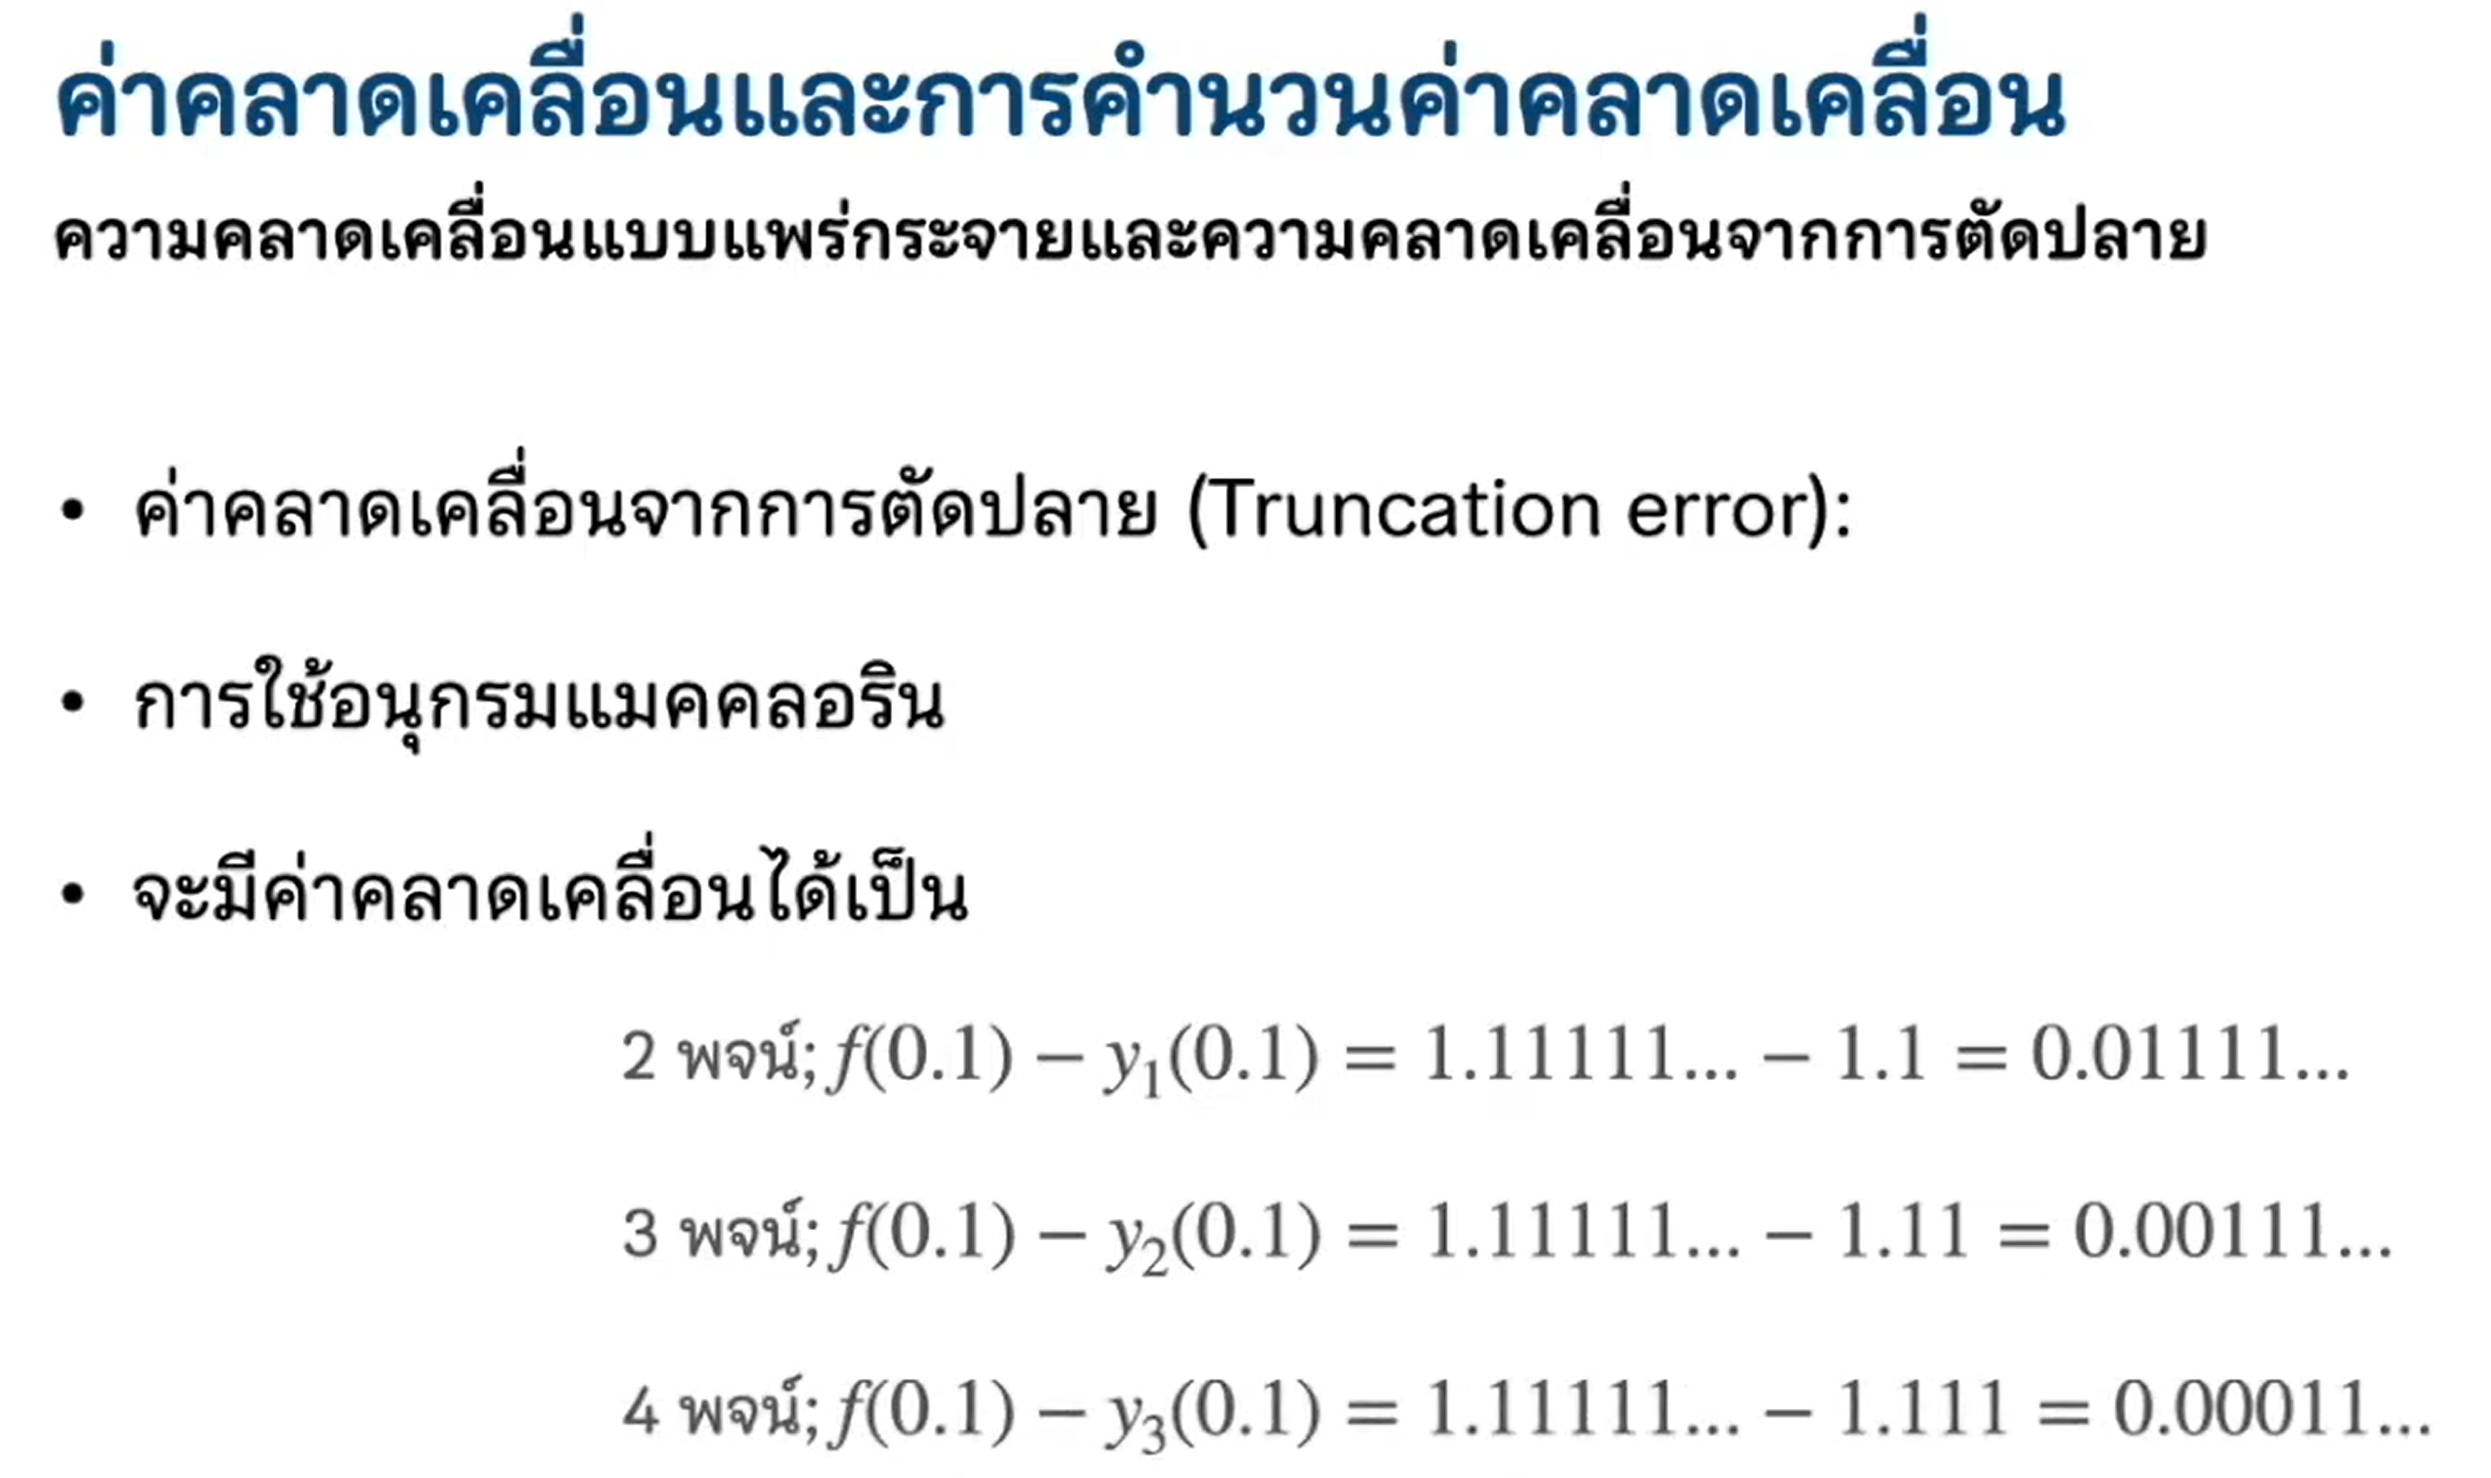 ค่าคลาดเคลื่อนและการคำนวนค่าคลาดเคลื่อน
ความคลาดเคลื่อนแบบแพร่กระจายและความคลาดเคลื่อนจากการตัดปลาย
• ค่าคลาดเคลื่อนจากการตัดปลาย (Truncation error):
• การใช้อนุกรมแมคคลอริน
• จะมีค่าคลาดเคลื่อนได้เป็น
2 พจน์; f(0.1) − y₁(0.1) = 1.11111... − 1.1 = 0.01111...
3 พจน์; f(0.1) − y₂(0.1) = 1.11111... − 1.11 = 0.00111...
4 พจน์; f(0.1) − y₃(0.1) = 1.11111... − 1.111 = 0.00011...